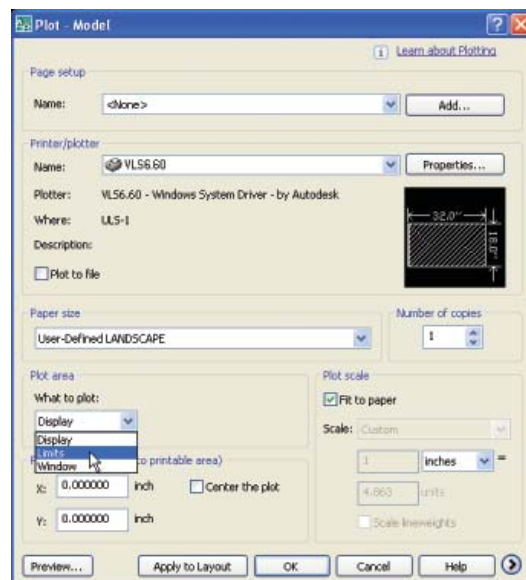 Plot - Model
Learn about Plotting
Page setup
Name: <None> Add...
Printer/plotter
Name: VLS6.60 Properties...
Plotter: VLS6.60 - Windows System Driver - by Autodesk
Where: ULS-1
Description:
Plot to file
32.0''
18.0''
Paper size
User-Defined LANDSCAPE
Number of copies
1
Plot area
What to plot:
Display
Display
Limits
Window
to printable area)
X: 0.000000 inch Center the plot
Y: 0.000000 inch
Plot scale
Fit to paper
Scale: Custom
1 inches =
4.863 units
Scale lineweights
Preview... Apply to Layout OK Cancel Help